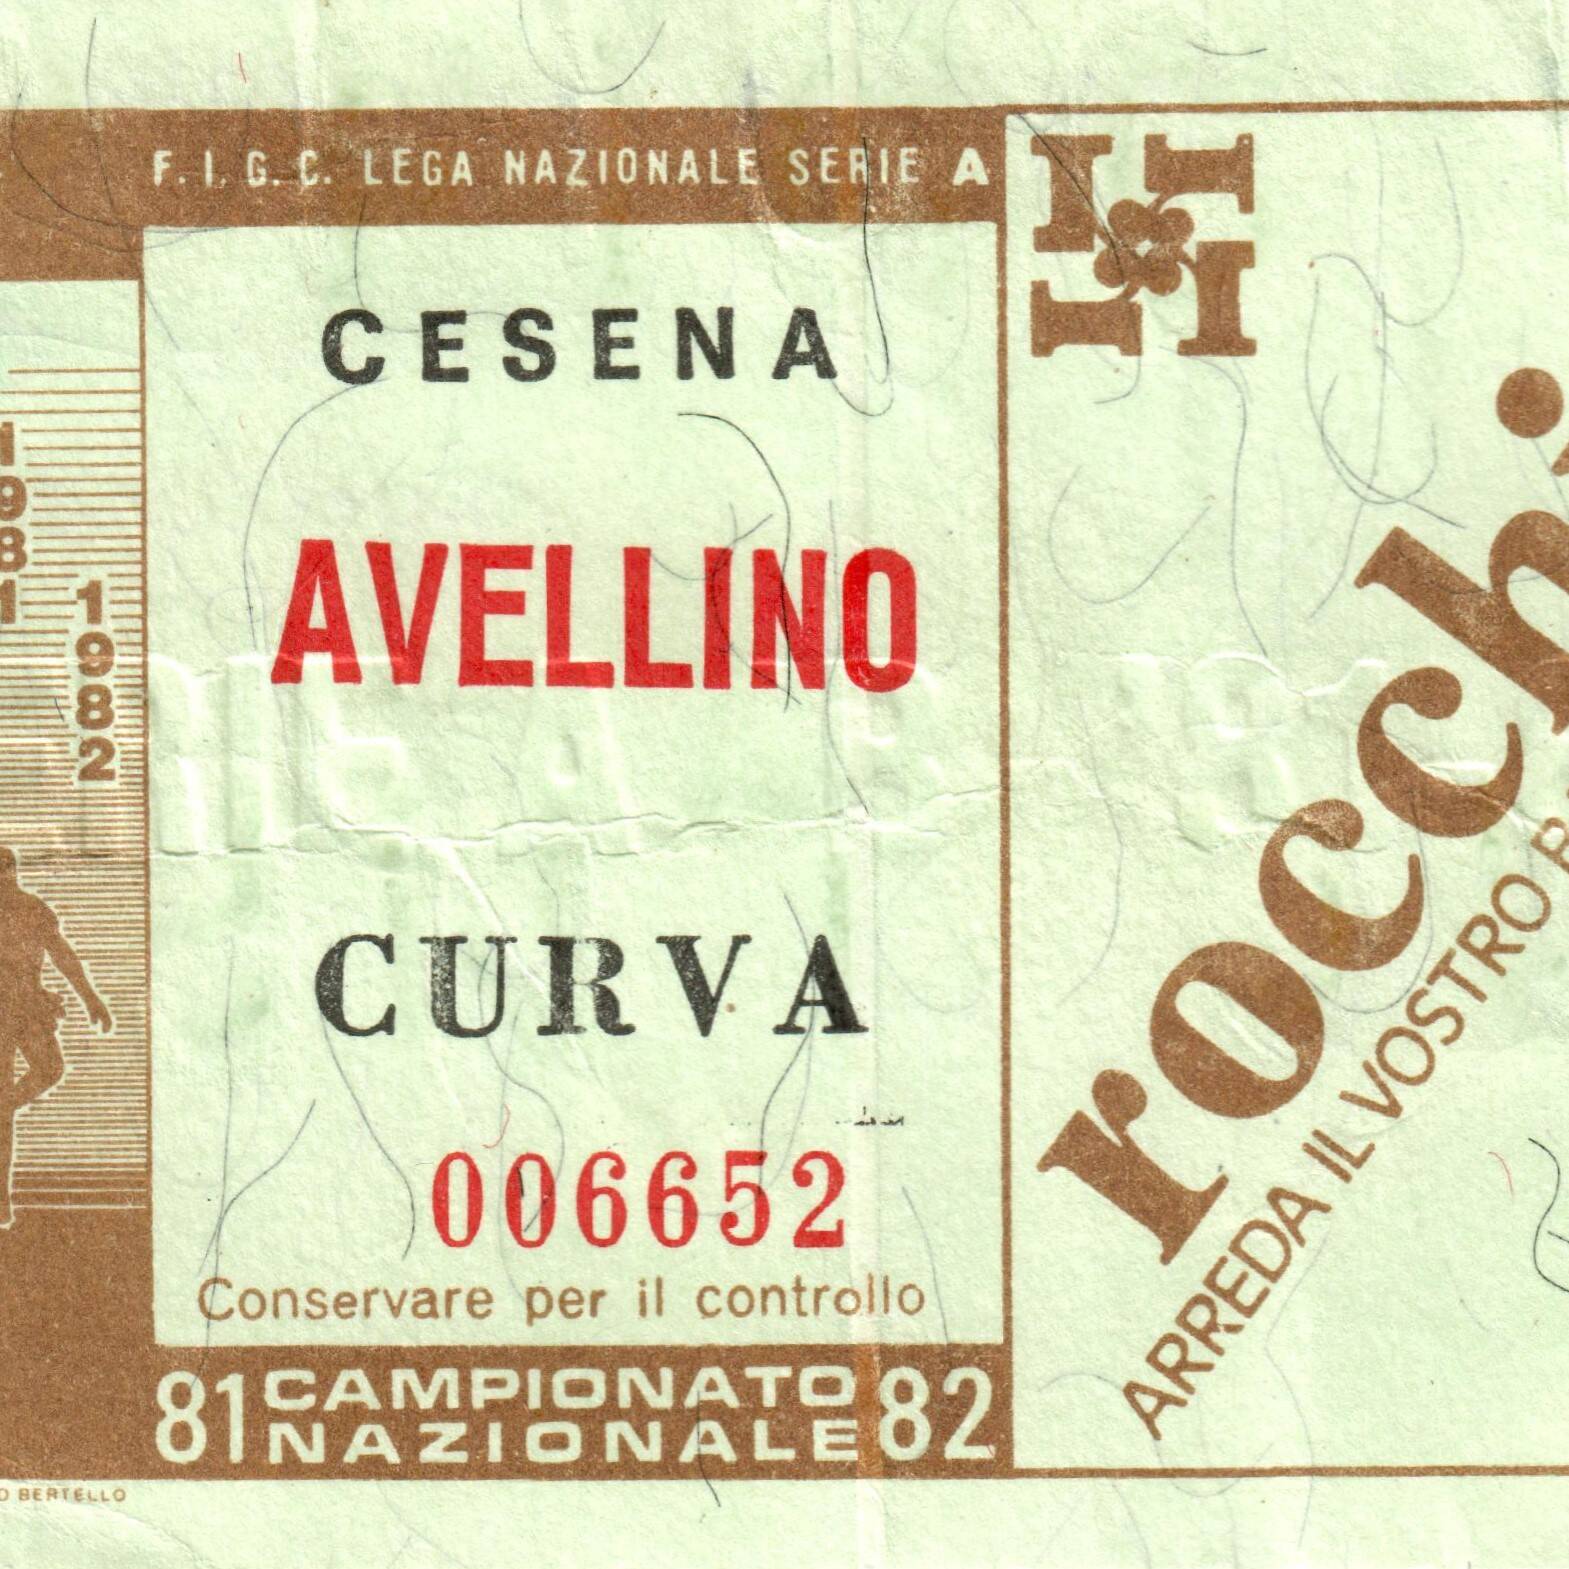 F.I.G.C. LEGA NAZIONALE SERIE A
CESENA
AVELLINO
CURVA
006652
Conservare per il controllo
81 CAMPIONATO NAZIONALE 82
1981
1982
BERTELLO
rocchi
ARREDA IL VOSTRO